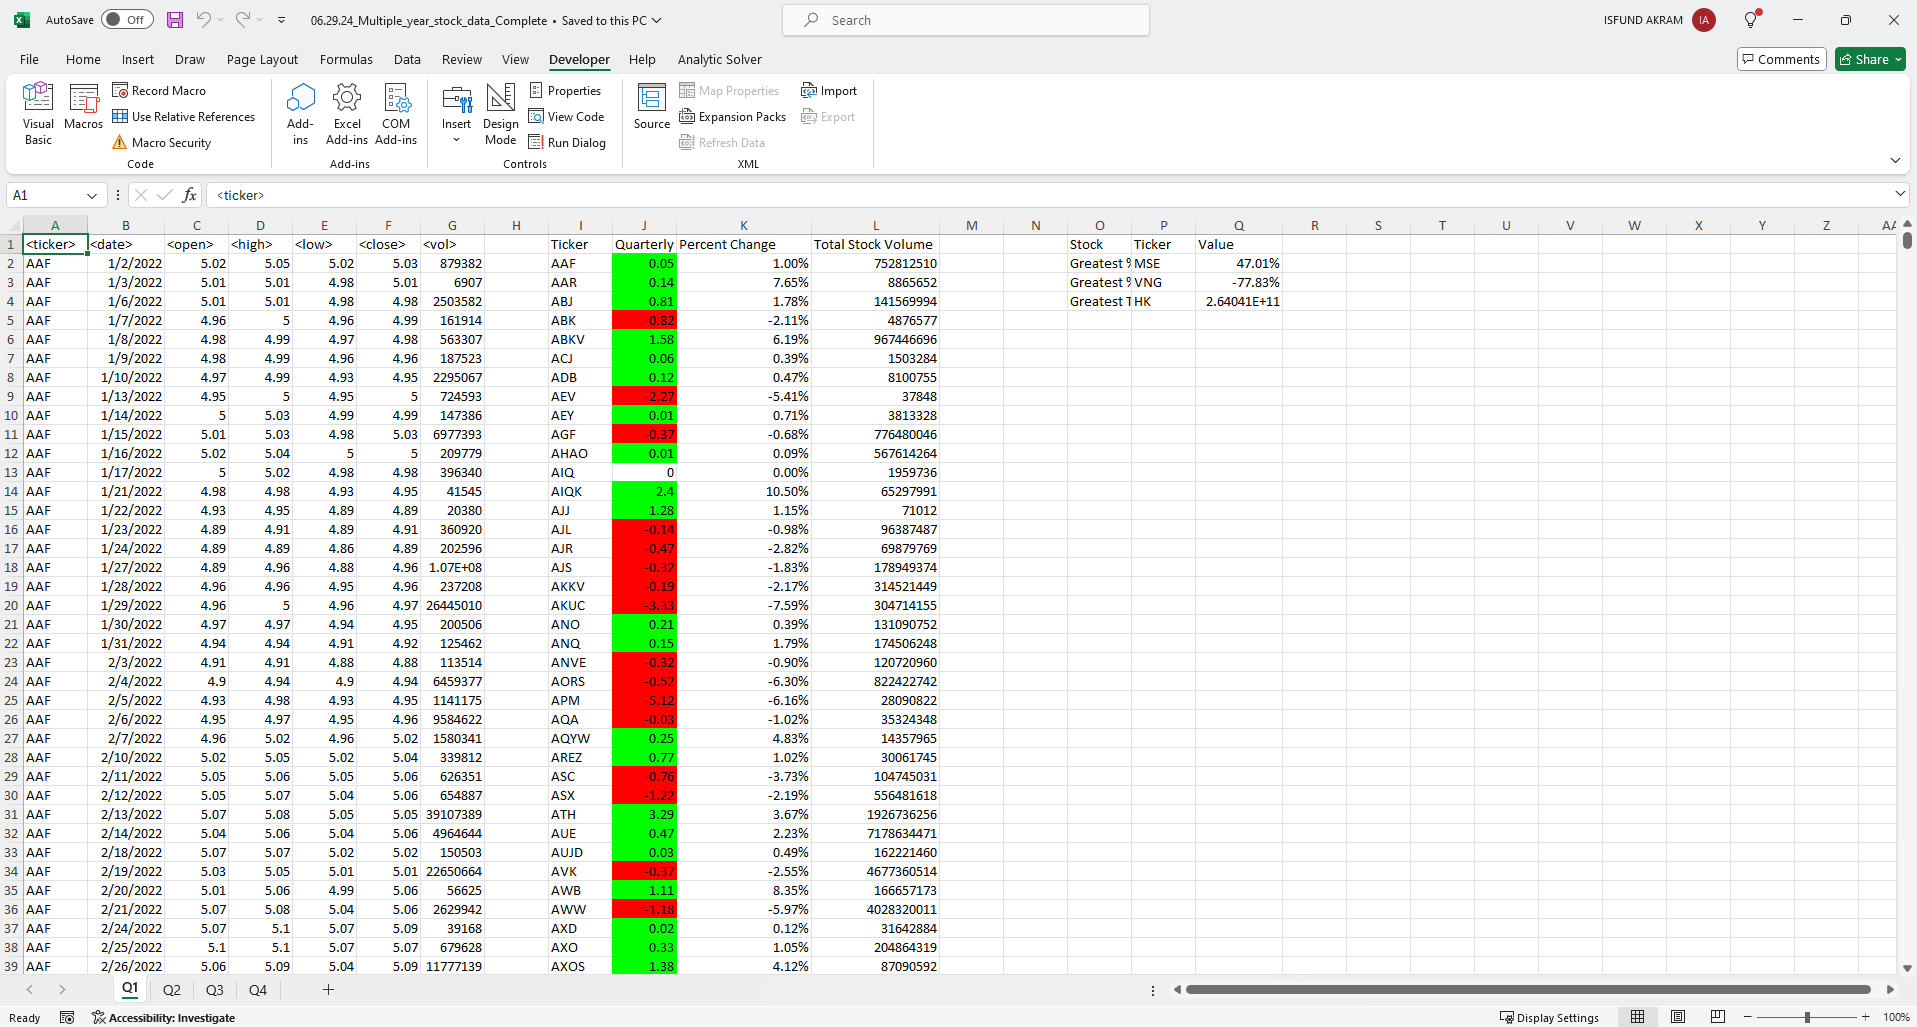 AutoSave Off 06.29.24_Multiple_year_stock_data_Complete • Saved to this PC Search ISFUND AKRAM IA
File Home Insert Draw Page Layout Formulas Data Review View Developer Help Analytic Solver Comments Share
Visual Basic
Macros
Record Macro
Use Relative References
Macro Security
Code
Add-ins
Excel Add-ins
COM Add-ins
Add-ins
Insert
Design Mode
Properties
View Code
Run Dialog
Controls
Source
Map Properties
Expansion Packs
Refresh Data
Import
Export
XML
A1 fx <ticker>
A B C D E F G H I J K L M N O P Q R S T U V W X Y Z AA
1 <ticker> <date> <open> <high> <low> <close> <vol> Ticker Quarterly Percent Change Total Stock Volume Stock Ticker Value
2 AAF 1/2/2022 5.02 5.05 5.02 5.03 879382 AAF 0.05 1.00% 752812510 Greatest % MSE 47.01%
3 AAF 1/3/2022 5.01 5.01 4.98 5.01 6907 AAR 0.14 7.65% 8865652 Greatest % VNG -77.83%
4 AAF 1/6/2022 5.01 5.01 4.98 4.98 2503582 ABJ 0.81 1.78% 141569994 Greatest T HK 2.64041E+11
5 AAF 1/7/2022 4.96 5 4.96 4.99 161914 ABK -0.82 -2.11% 4876577
6 AAF 1/8/2022 4.98 4.99 4.97 4.98 563307 ABKV 1.58 6.19% 967446696
7 AAF 1/9/2022 4.98 4.99 4.96 4.96 187523 ACJ 0.06 0.39% 1503284
8 AAF 1/10/2022 4.97 4.99 4.93 4.95 2295067 ADB 0.12 0.47% 8100755
9 AAF 1/13/2022 4.95 5 4.95 5 724593 AEV -2.27 -5.41% 37848
10 AAF 1/14/2022 5 5.03 4.99 4.99 147386 AEY 0.01 0.71% 3813328
11 AAF 1/15/2022 5.01 5.03 4.98 5.03 6977393 AGF -0.37 -0.68% 776480046
12 AAF 1/16/2022 5.02 5.04 5 5 209779 AHAO 0.01 0.09% 567614264
13 AAF 1/17/2022 5 5.02 4.98 4.98 396340 AIQ 0 0.00% 1959736
14 AAF 1/21/2022 4.98 4.98 4.93 4.95 41545 AIQK 2.4 10.50% 65297991
15 AAF 1/22/2022 4.93 4.95 4.89 4.89 20380 AJJ 1.28 1.15% 71012
16 AAF 1/23/2022 4.89 4.91 4.89 4.91 360920 AJL -0.14 -0.98% 96387487
17 AAF 1/24/2022 4.89 4.89 4.86 4.89 202596 AJR -0.47 -2.82% 69879769
18 AAF 1/27/2022 4.89 4.96 4.88 4.96 1.07E+08 AJS -0.32 -1.83% 178949374
19 AAF 1/28/2022 4.96 4.96 4.95 4.96 237208 AKKV -0.19 -2.17% 314521449
20 AAF 1/29/2022 4.96 5 4.96 4.97 26445010 AKUC -3.33 -7.59% 304714155
21 AAF 1/30/2022 4.97 4.97 4.94 4.95 200506 ANO 0.21 0.39% 131090752
22 AAF 1/31/2022 4.94 4.94 4.91 4.92 125462 ANQ 0.15 1.79% 174506248
23 AAF 2/3/2022 4.91 4.91 4.88 4.88 113514 ANVE -0.32 -0.90% 120720960
24 AAF 2/4/2022 4.9 4.94 4.9 4.94 6459377 AORS -0.52 -6.30% 822422742
25 AAF 2/5/2022 4.93 4.98 4.93 4.95 1141175 APM -5.12 -6.16% 28090822
26 AAF 2/6/2022 4.95 4.97 4.95 4.96 9584622 AQA -0.03 -1.02% 35324348
27 AAF 2/7/2022 4.96 5.02 4.96 5.02 1580341 AQYW 0.25 4.83% 14357965
28 AAF 2/10/2022 5.02 5.05 5.02 5.04 339812 AREZ 0.77 1.02% 30061745
29 AAF 2/11/2022 5.05 5.06 5.05 5.06 626351 ASC -0.76 -3.73% 104745031
30 AAF 2/12/2022 5.05 5.07 5.04 5.06 654887 ASX -1.22 -2.19% 556481618
31 AAF 2/13/2022 5.07 5.08 5.05 5.05 39107389 ATH 3.29 3.67% 1926736256
32 AAF 2/14/2022 5.04 5.06 5.04 5.06 4964644 AUE 0.47 2.23% 7178634471
33 AAF 2/18/2022 5.07 5.07 5.02 5.02 150503 AUJD 0.03 0.49% 162221460
34 AAF 2/19/2022 5.03 5.05 5.01 5.01 22650664 AVK -0.37 -2.55% 4677360514
35 AAF 2/20/2022 5.01 5.06 4.99 5.06 56625 AWB 1.11 8.35% 166657173
36 AAF 2/21/2022 5.07 5.08 5.04 5.06 2629942 AWW -1.18 -5.97% 4028320011
37 AAF 2/24/2022 5.07 5.1 5.07 5.09 39168 AXD 0.02 0.12% 31642884
38 AAF 2/25/2022 5.1 5.1 5.07 5.07 679628 AXO 0.33 1.05% 204864319
39 AAF 2/26/2022 5.06 5.09 5.04 5.09 11777139 AXOS 1.38 4.12% 87090592
Q1 Q2 Q3 Q4
Ready Accessibility: Investigate Display Settings 100%